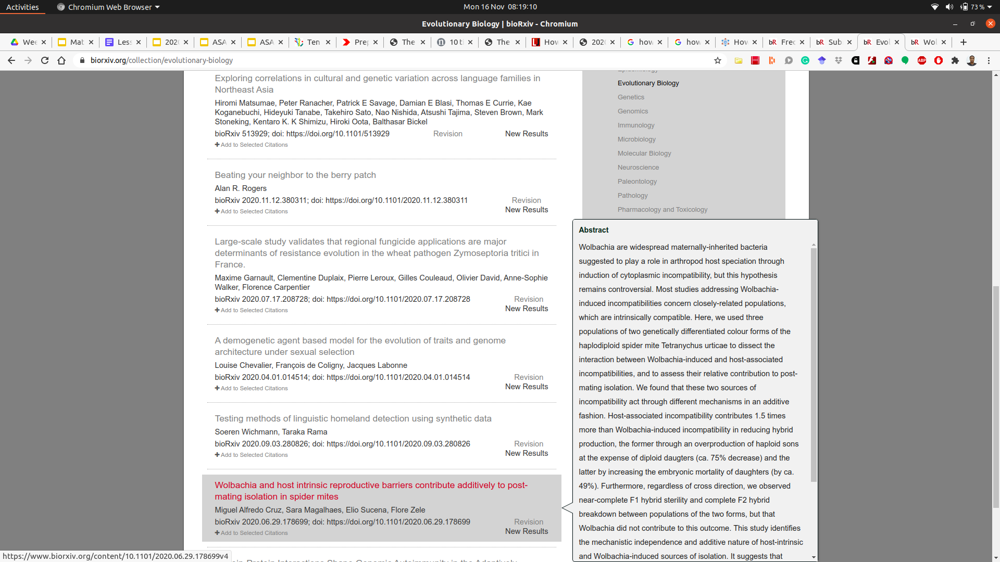 Activities
Chromium Web Browser
Mon 16 Nov 08:19:10
73 %
Evolutionary Biology | bioRxiv - Chromium
Wee
Mat
Less
202
ASA
ASA
Ten
Prep
The
10 ti
The
How
202
how
how
How
Free
Sub
Evol
Wol
biorxiv.org/collection/evolutionary-biology
Exploring correlations in cultural and genetic variation across language families in
Northeast Asia
Hiromi Matsumae, Peter Ranacher, Patrick E Savage, Damian E Blasi, Thomas E Currie, Kae
Koganebuchi, Hideyuki Tanabe, Takehiro Sato, Nao Nishida, Atsushi Tajima, Steven Brown, Mark
Stoneking, Kentaro K. K Shimizu, Hiroki Oota, Balthasar Bickel
bioRxiv 513929; doi: https://doi.org/10.1101/513929
Revision
New Results
Add to Selected Citations
Beating your neighbor to the berry patch
Alan R. Rogers
bioRxiv 2020.11.12.380311; doi: https://doi.org/10.1101/2020.11.12.380311
Revision
New Results
Add to Selected Citations
Large-scale study validates that regional fungicide applications are major
determinants of resistance evolution in the wheat pathogen Zymoseptoria tritici in
France.
Maxime Garnault, Clementine Duplaix, Pierre Leroux, Gilles Couleaud, Olivier David, Anne-Sophie
Walker, Florence Carpentier
bioRxiv 2020.07.17.208728; doi: https://doi.org/10.1101/2020.07.17.208728
Revision
New Results
Add to Selected Citations
A demogenetic agent based model for the evolution of traits and genome
architecture under sexual selection
Louise Chevalier, François de Coligny, Jacques Labonne
bioRxiv 2020.04.01.014514; doi: https://doi.org/10.1101/2020.04.01.014514
Revision
New Results
Add to Selected Citations
Testing methods of linguistic homeland detection using synthetic data
Soeren Wichmann, Taraka Rama
bioRxiv 2020.09.03.280826; doi: https://doi.org/10.1101/2020.09.03.280826
Revision
New Results
Add to Selected Citations
Wolbachia and host intrinsic reproductive barriers contribute additively to post-
mating isolation in spider mites
Miguel Alfredo Cruz, Sara Magalhaes, Elio Sucena, Flore Zele
bioRxiv 2020.06.29.178699; doi: https://doi.org/10.1101/2020.06.29.178699
Revision
New Results
Add to Selected Citations
Protein Interactions Shape Genomic Autoimmunity in the Adaptively
https://www.biorxiv.org/content/10.1101/2020.06.29.178699v4
Epidemiology
Evolutionary Biology
Genetics
Genomics
Immunology
Microbiology
Molecular Biology
Neuroscience
Paleontology
Pathology
Pharmacology and Toxicology
Abstract
Wolbachia are widespread maternally-inherited bacteria
suggested to play a role in arthropod host speciation through
induction of cytoplasmic incompatibility, but this hypothesis
remains controversial. Most studies addressing Wolbachia-
induced incompatibilities concern closely-related populations,
which are intrinsically compatible. Here, we used three
populations of two genetically differentiated colour forms of the
haplodiploid spider mite Tetranychus urticae to dissect the
interaction between Wolbachia-induced and host-associated
incompatibilities, and to assess their relative contribution to post-
mating isolation. We found that these two sources of
incompatibility act through different mechanisms in an additive
fashion. Host-associated incompatibility contributes 1.5 times
more than Wolbachia-induced incompatibility in reducing hybrid
production, the former through an overproduction of haploid sons
at the expense of diploid daugters (ca. 75% decrease) and the
latter by increasing the embryonic mortality of daughters (by ca.
49%). Furthermore, regardless of cross direction, we observed
near-complete F1 hybrid sterility and complete F2 hybrid
breakdown between populations of the two forms, but that
Wolbachia did not contribute to this outcome. This study identifies
the mechanistic independence and additive nature of host-intrinsic
and Wolbachia-induced sources of isolation. It suggests that